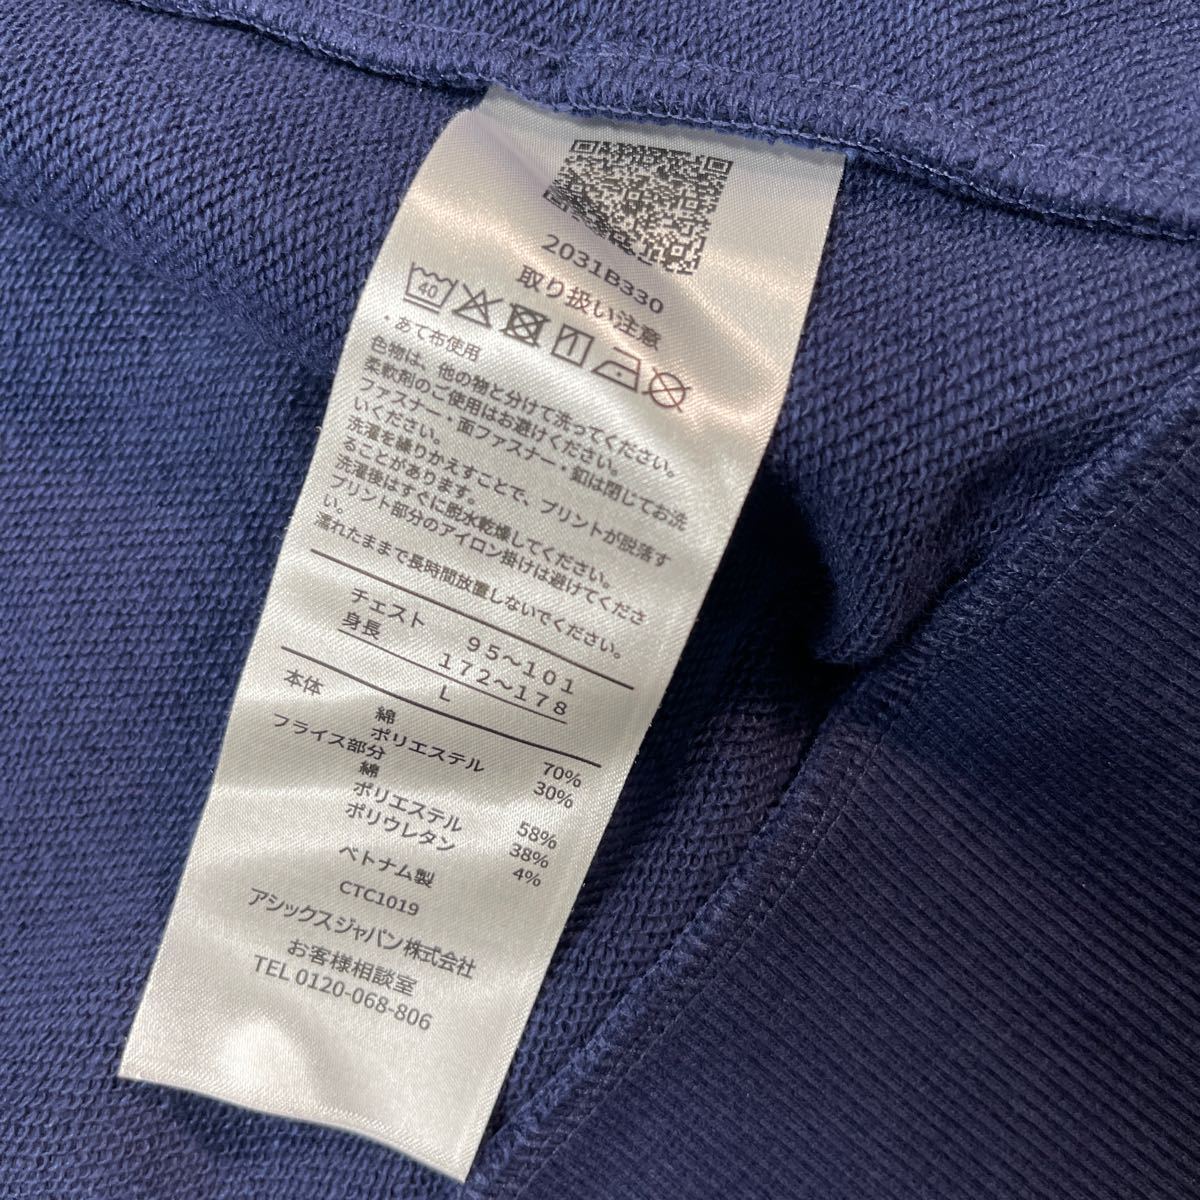 2031B330
取り扱い注意
40
・あて布使用
色物は、他の物と分けて洗ってください。
柔軟剤のご使用はお避けください。
ファスナー・面ファスナー・釦は閉じてお洗
いください。
洗濯を繰りかえすことで、プリントが脱落す
ることがあります。
洗濯後はすぐに脱水乾燥してください。
プリント部分のアイロン掛けは避けてくださ
い。
濡れたままで長時間放置しないでください。
チェスト 95〜101
身長 172〜178
L
本体
綿 70%
ポリエステル 30%
フライス部分
綿 58%
ポリエステル 38%
ポリウレタン 4%
ベトナム製
CTC1019
アシックスジャパン株式会社
お客様相談室
TEL 0120-068-806